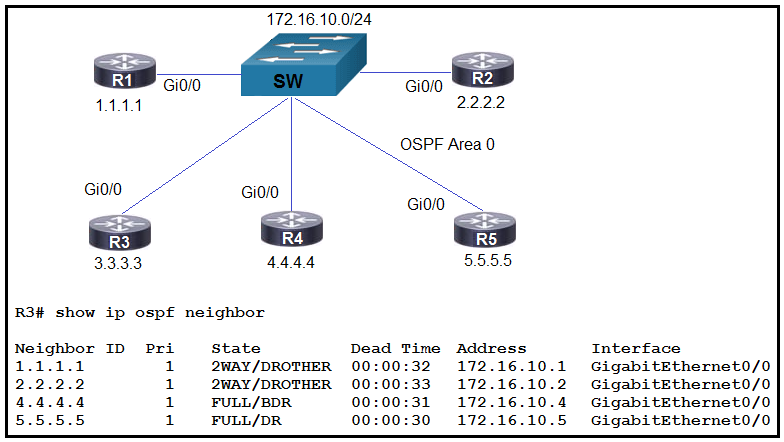 172.16.10.0/24
R1
Gi0/0
SW
Gi0/0
R2
1.1.1.1
2.2.2.2
OSPF Area 0
Gi0/0
Gi0/0
Gi0/0
R3
R4
R5
3.3.3.3
4.4.4.4
5.5.5.5
R3# show ip ospf neighbor
Neighbor ID Pri State Dead Time Address Interface
1.1.1.1 1 2WAY/DROTHER 00:00:32 172.16.10.1 GigabitEthernet0/0
2.2.2.2 1 2WAY/DROTHER 00:00:33 172.16.10.2 GigabitEthernet0/0
4.4.4.4 1 FULL/BDR 00:00:31 172.16.10.4 GigabitEthernet0/0
5.5.5.5 1 FULL/DR 00:00:30 172.16.10.5 GigabitEthernet0/0